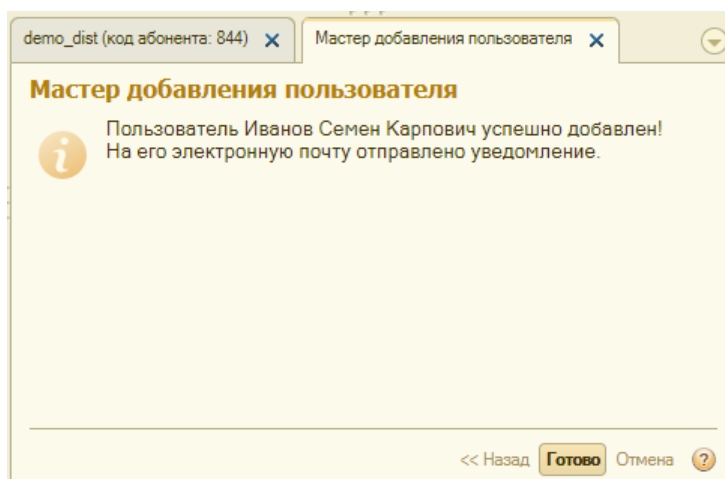 demo_dist (код абонента: 844) Мастер добавления пользователя
Мастер добавления пользователя
Пользователь Иванов Семен Карпович успешно добавлен!
На его электронную почту отправлено уведомление.
<< Назад Готово Отмена ?